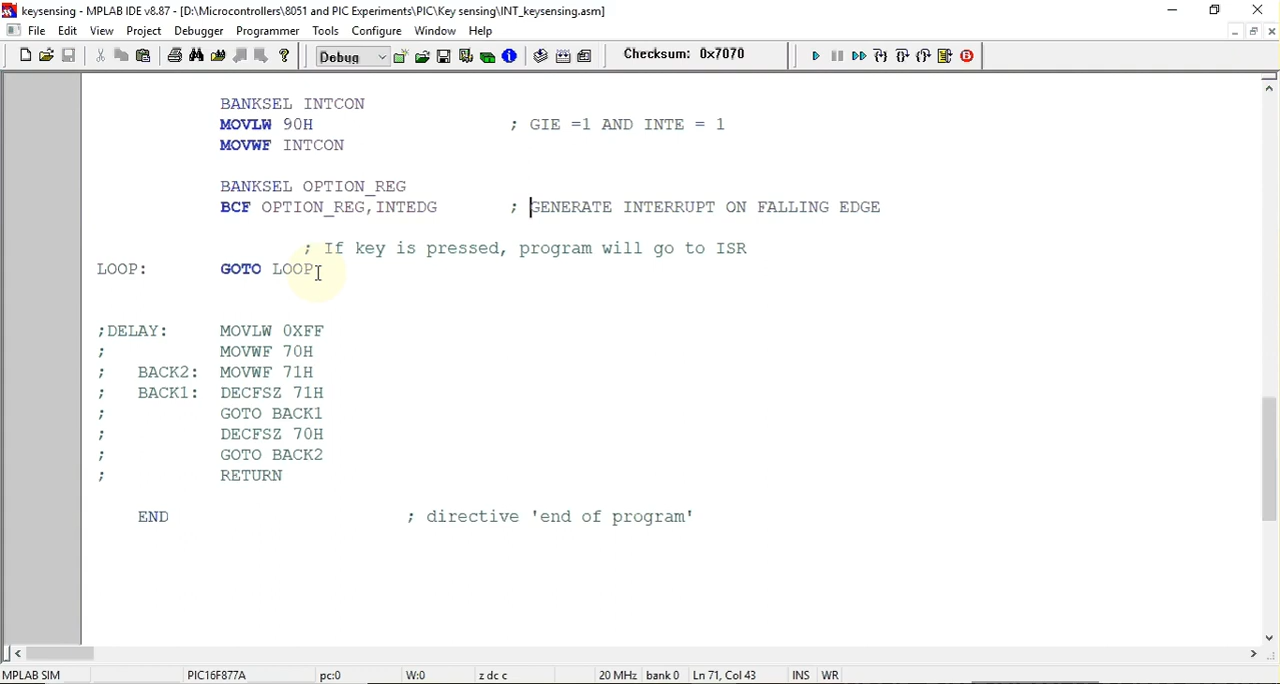 keysensing - MPLAB IDE v8.87 - [D:\Microcontrollers\8051 and PIC Experiments\PIC\Key sensing\INT_keysensing.asm]
File Edit View Project Debugger Programmer Tools Configure Window Help
Debug Checksum: 0x7070
BANKSEL INTCON
MOVLW 90H ; GIE =1 AND INTE = 1
MOVWF INTCON
BANKSEL OPTION_REG
BCF OPTION_REG,INTEDG ; GENERATE INTERRUPT ON FALLING EDGE
; If key is pressed, program will go to ISR
LOOP: GOTO LOOP
;DELAY: MOVLW 0XFF
; MOVWF 70H
; BACK2: MOVWF 71H
; BACK1: DECFSZ 71H
; GOTO BACK1
; DECFSZ 70H
; GOTO BACK2
; RETURN
END ; directive 'end of program'
MPLAB SIM PIC16F877A pc:0 W:0 z dc c 20 MHz bank 0 Ln 71, Col 43 INS WR